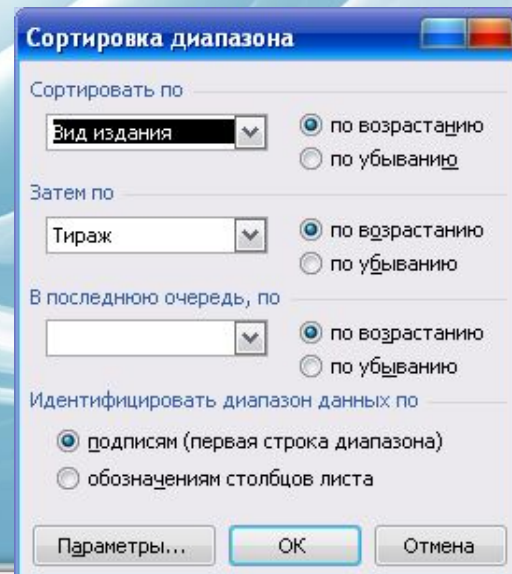 Сортировка диапазона
Сортировать по
Вид издания
по возрастанию
по убыванию
Затем по
Тираж
по возрастанию
по убыванию
В последнюю очередь, по
по возрастанию
по убыванию
Идентифицировать диапазон данных по
подписям (первая строка диапазона)
обозначениям столбцов листа
Параметры... ОК Отмена